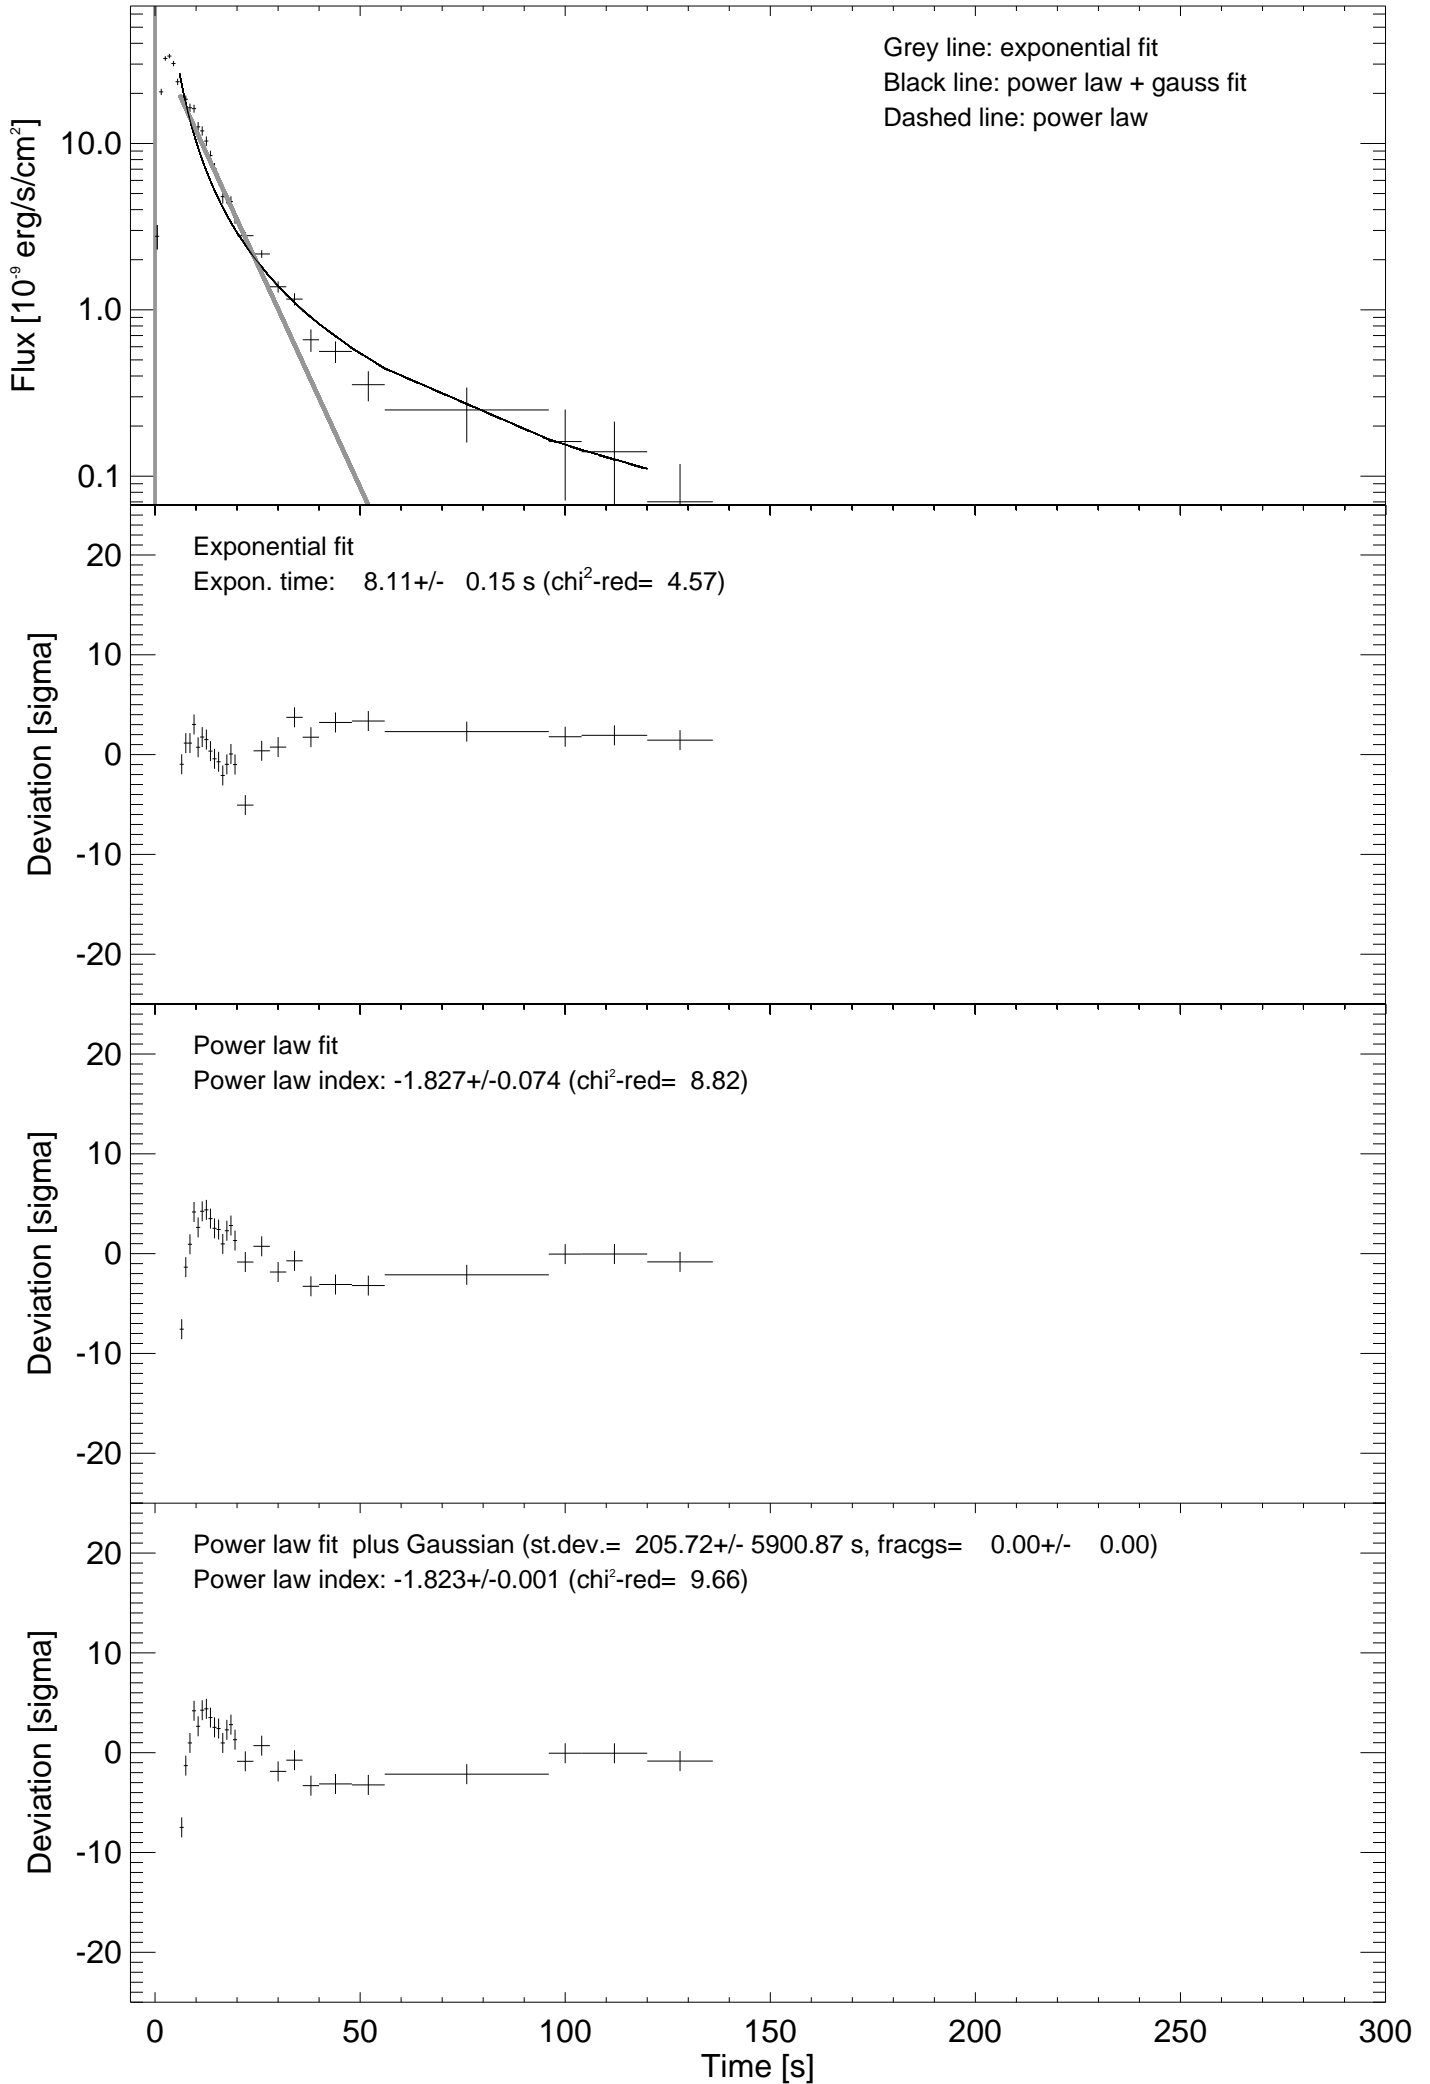 Grey line: exponential fit
Black line: power law + gauss fit
Dashed line: power law
Flux [10⁻⁹ erg/s/cm²]
10.0
1.0
0.1
Exponential fit
Expon. time: 8.11+/- 0.15 s (chi²-red= 4.57)
Deviation [sigma]
20
10
0
-10
-20
Power law fit
Power law index: -1.827+/-0.074 (chi²-red= 8.82)
Deviation [sigma]
20
10
0
-10
-20
Power law fit plus Gaussian (st.dev.= 205.72+/- 5900.87 s, fracgs= 0.00+/- 0.00)
Power law index: -1.823+/-0.001 (chi²-red= 9.66)
Deviation [sigma]
20
10
0
-10
-20
0 50 100 150 200 250 300
Time [s]